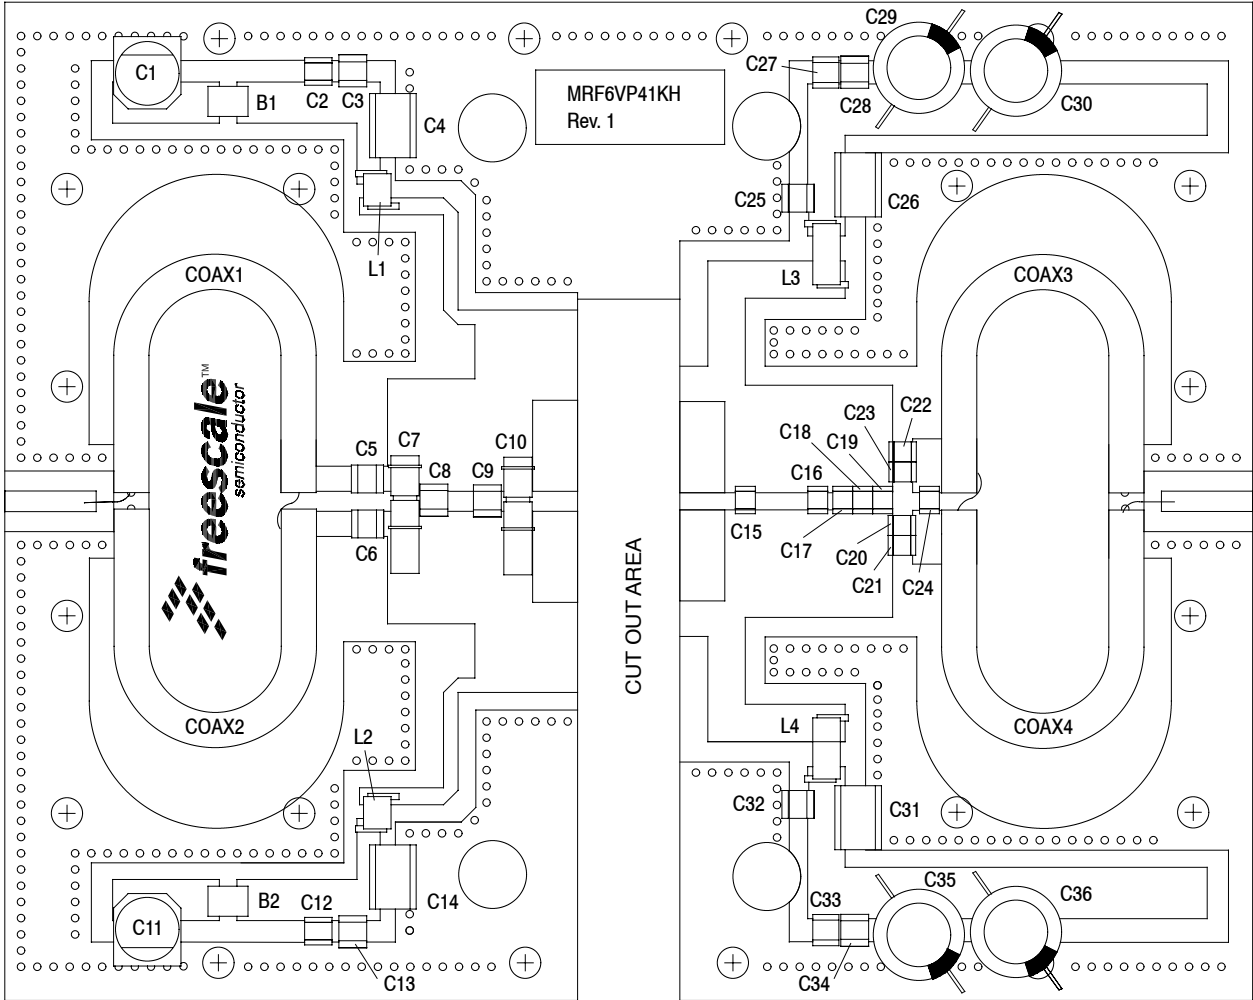 C29
C1
C27
B1
C2
C3
C4
MRF6VP41KH
Rev. 1
C28
C30
C25
C26
L1
L3
COAX1
COAX3
freescale™
semiconductor
C5
C7
C8
C9
C10
C18
C19
C23
C22
C16
C15
C17
C6
C20
C21
C24
CUT OUT AREA
COAX2
L2
L4
COAX4
C32
C31
B2
C12
C14
C11
C13
C33
C35
C36
C34